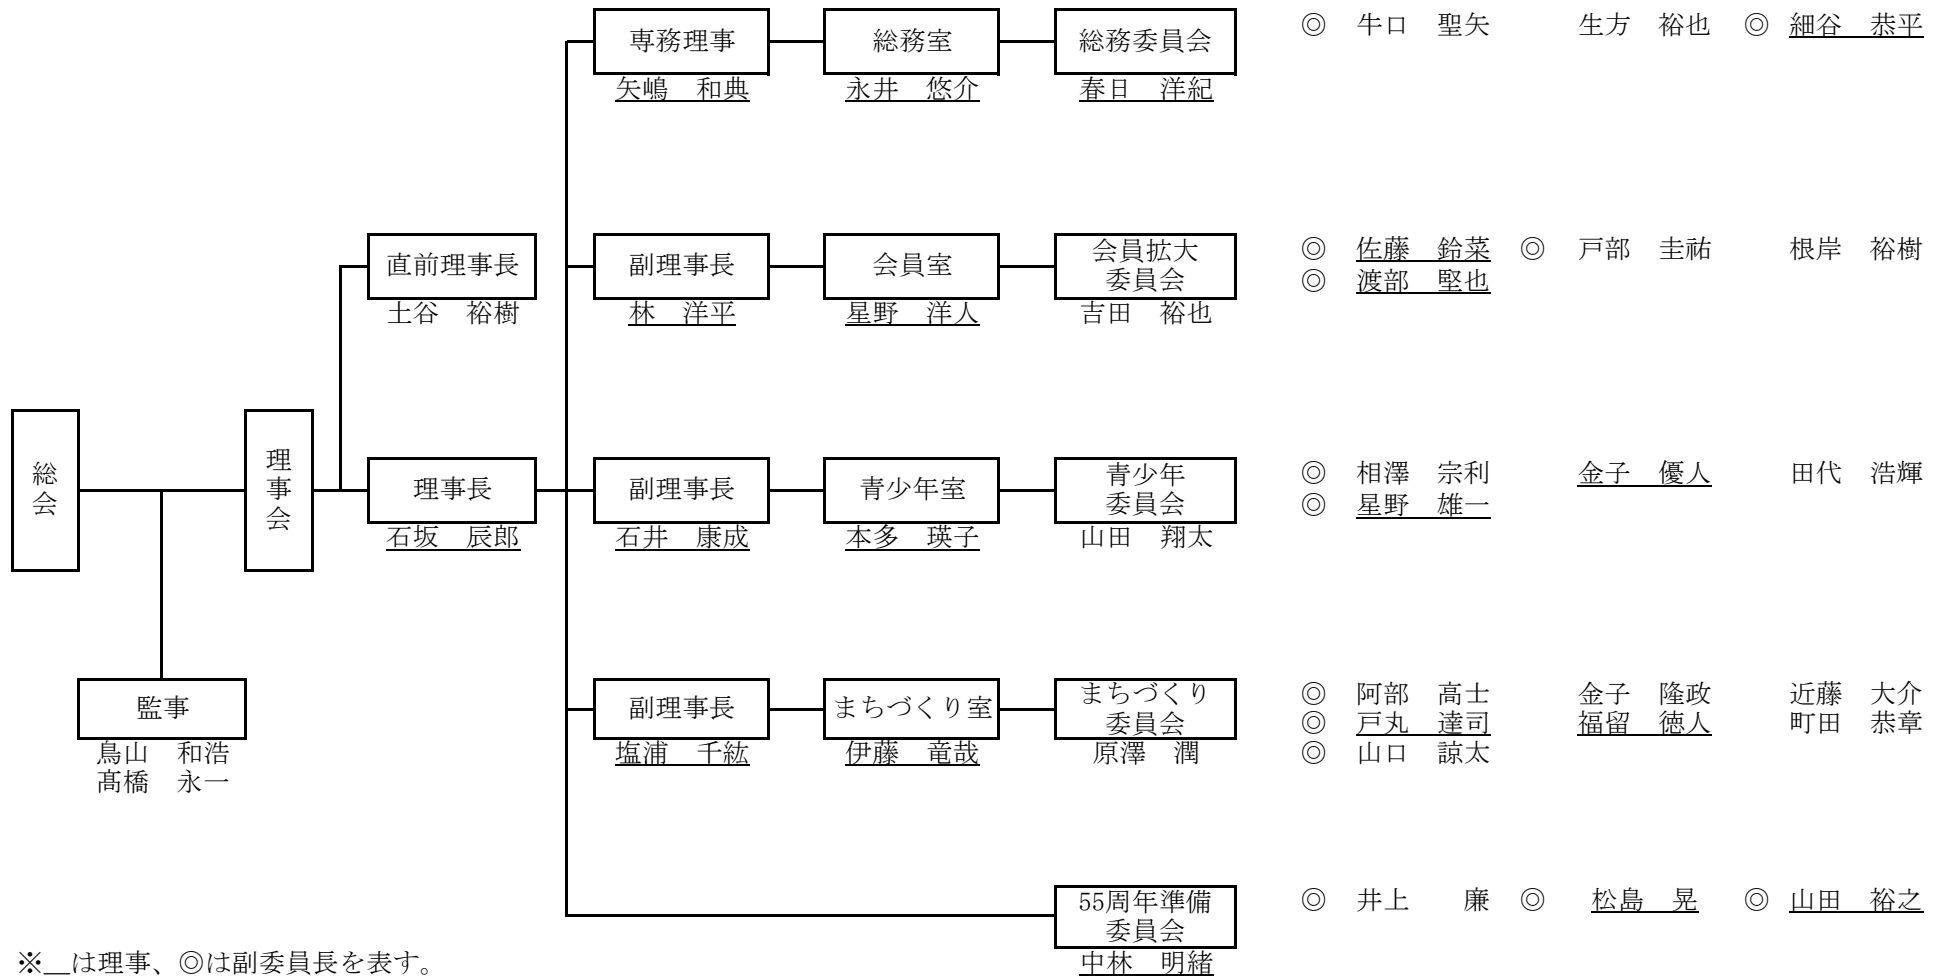 専務理事 総務室 総務委員会 ◎ 牛口 聖矢 生方 裕也 ◎ 細谷 恭平
矢嶋 和典 永井 悠介 春日 洋紀
直前理事長 副理事長 会員室 会員拡大 ◎ 佐藤 鈴菜 ◎ 戸部 圭祐 根岸 裕樹
委員会 ◎ 渡部 堅也
土谷 裕樹 林 洋平 星野 洋人 吉田 裕也
総会
理事会
理事長 副理事長 青少年室 青少年 ◎ 相澤 宗利 金子 優人 田代 浩輝
委員会 ◎ 星野 雄一
石坂 辰郎 石井 康成 本多 瑛子 山田 翔太
監事 副理事長 まちづくり室 まちづくり ◎ 阿部 高士 金子 隆政 近藤 大介
委員会 ◎ 戸丸 達司 福留 徳人 町田 恭章
鳥山 和浩 塩浦 千紘 伊藤 竜哉 原澤 潤 ◎ 山口 諒太
髙橋 永一
55周年準備 ◎ 井上 廉 ◎ 松島 晃 ◎ 山田 裕之
委員会
中林 明緒
※＿は理事、◎は副委員長を表す。